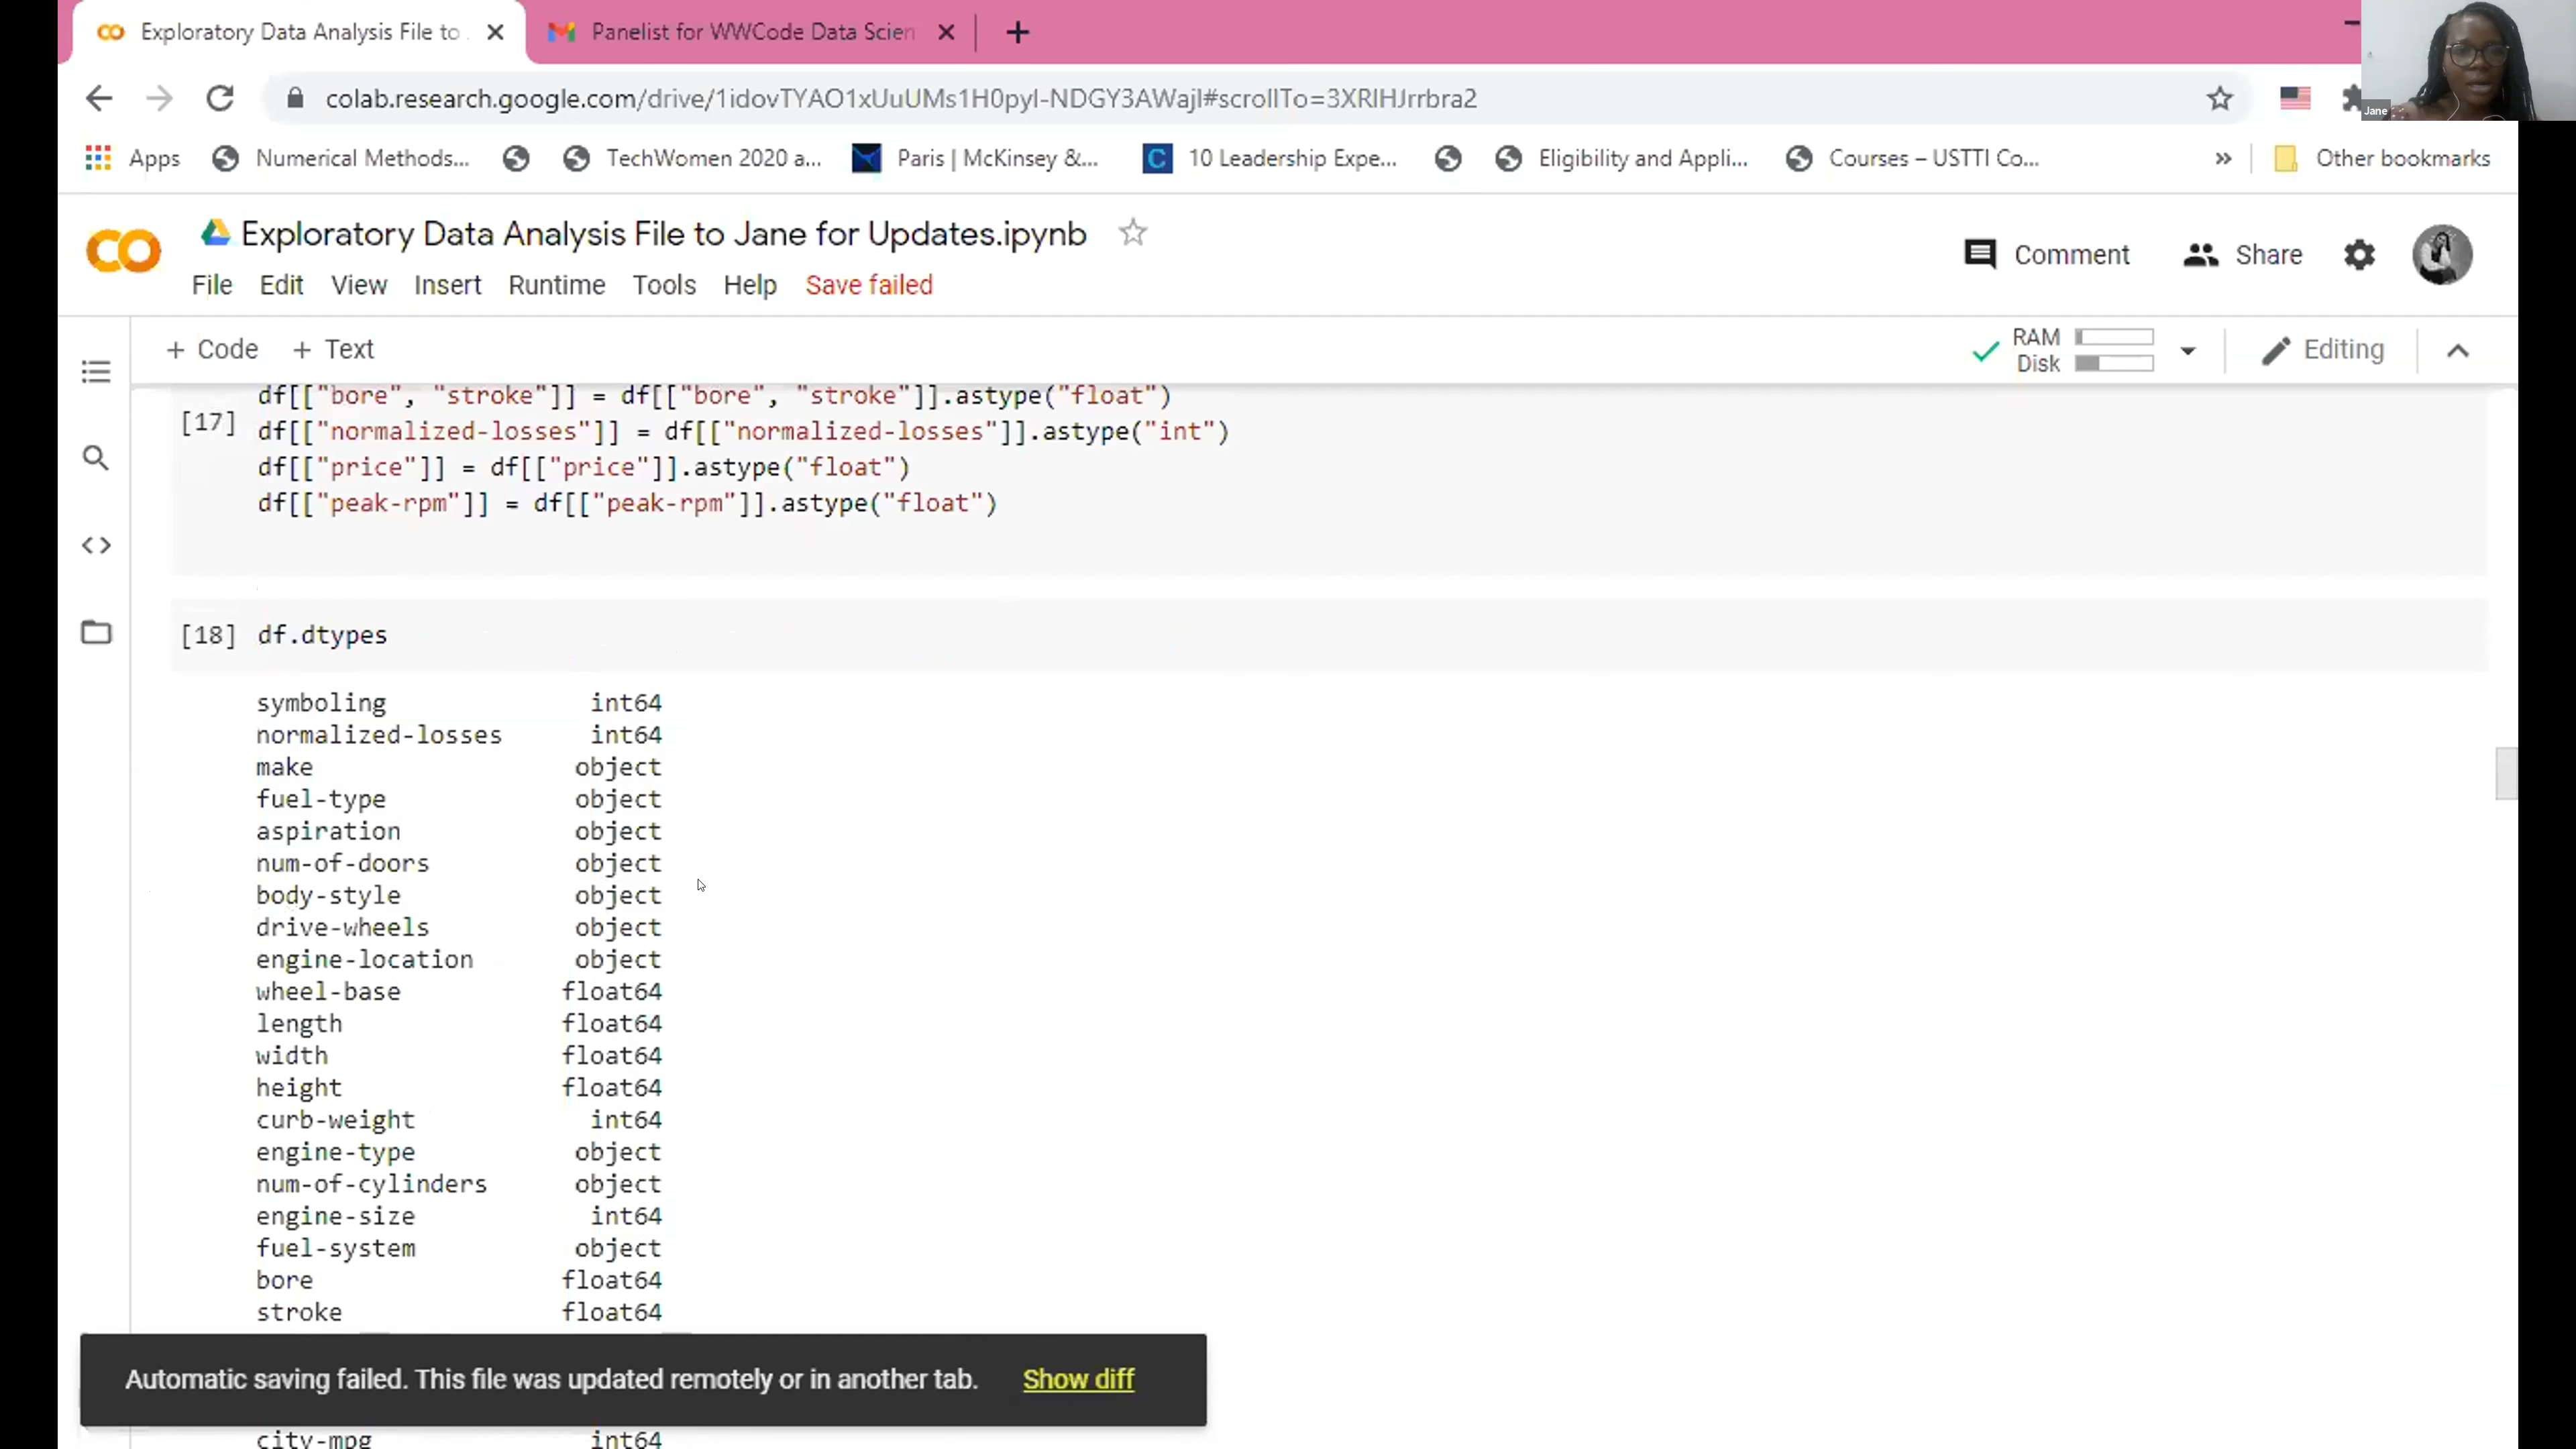 Exploratory Data Analysis File to
Panelist for WWCode Data Scien
colab.research.google.com/drive/1idovTYAO1xUuUMs1H0pyI-NDGY3AWajI#scrollTo=3XRIHJrrbra2
Jane
Apps
Numerical Methods...
TechWomen 2020 a...
Paris | McKinsey &...
C
10 Leadership Expe...
Eligibility and Appli...
Courses – USTTI Co...
»
Other bookmarks
CO
Exploratory Data Analysis File to Jane for Updates.ipynb
File Edit View Insert Runtime Tools Help Save failed
Comment
Share
+ Code + Text
RAM
Disk
Editing
df[["bore", "stroke"]] = df[["bore", "stroke"]].astype("float")
[17] df[["normalized-losses"]] = df[["normalized-losses"]].astype("int")
df[["price"]] = df[["price"]].astype("float")
df[["peak-rpm"]] = df[["peak-rpm"]].astype("float")
[18] df.dtypes
symboling int64
normalized-losses int64
make object
fuel-type object
aspiration object
num-of-doors object
body-style object
drive-wheels object
engine-location object
wheel-base float64
length float64
width float64
height float64
curb-weight int64
engine-type object
num-of-cylinders object
engine-size int64
fuel-system object
bore float64
stroke float64
Automatic saving failed. This file was updated remotely or in another tab. Show diff
city-mpg int64